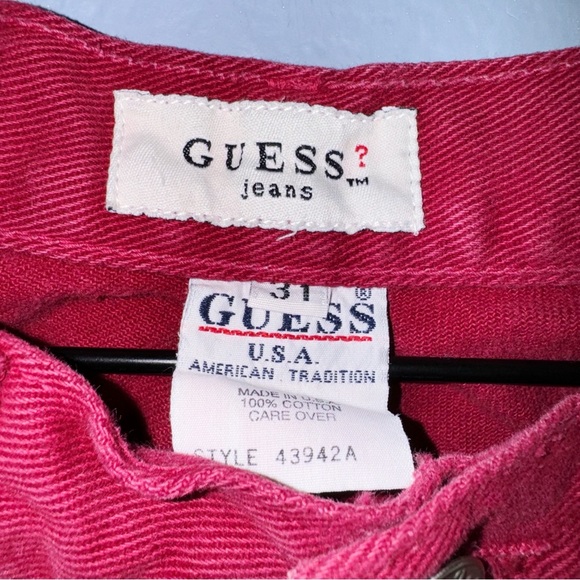 GUESS?
jeans™
31
®
GUESS
U.S.A.
AMERICAN TRADITION
MADE IN U.S.A
100% COTTON
CARE OVER
STYLE 43942A